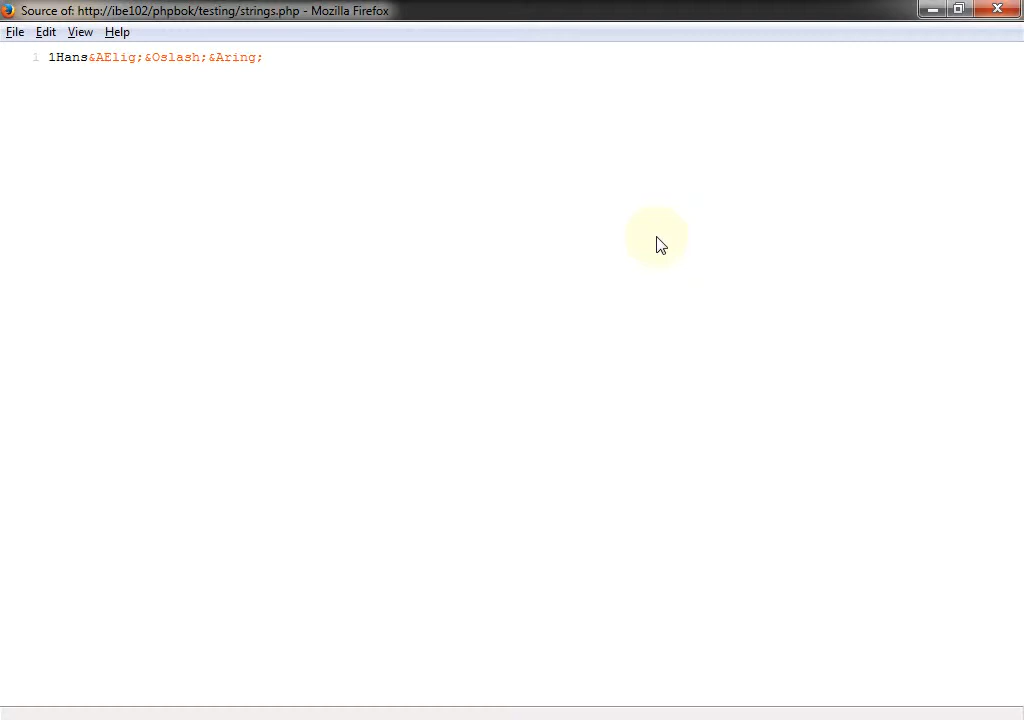 Source of: http://ibe102/phpbok/testing/strings.php - Mozilla Firefox
File Edit View Help
1 1Hans&AElig;&Oslash;&Aring;